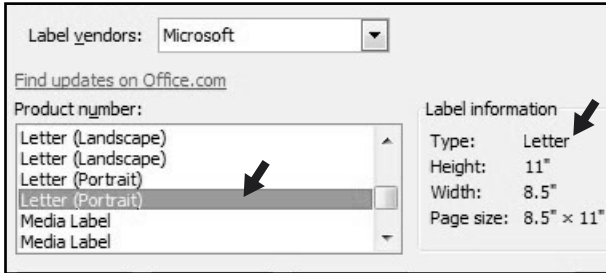 Label vendors: Microsoft
Find updates on Office.com
Product number:
Letter (Landscape)
Letter (Landscape)
Letter (Portrait)
Letter (Portrait)
Media Label
Media Label
Label information
Type: Letter
Height: 11"
Width: 8.5"
Page size: 8.5" × 11"